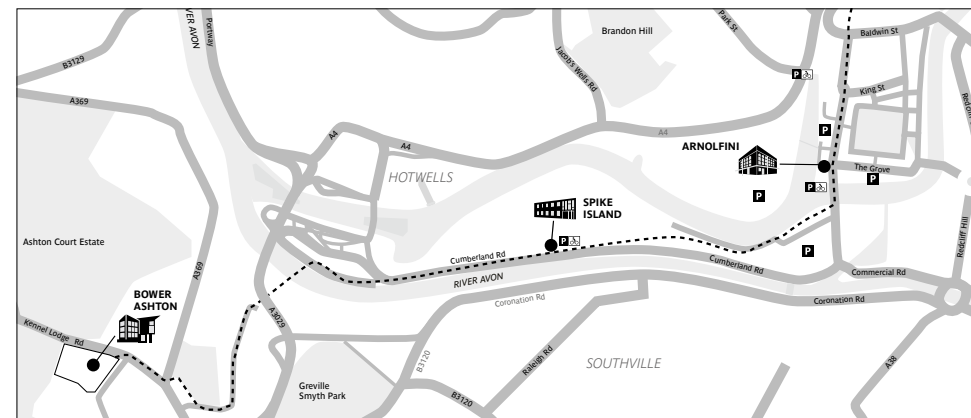 RIVER AVON
Portway
B3129
A369
Brandon Hill
Park St
Jacob's Wells Rd
Baldwin St
King St
A4
A4
A4
ARNOLFINI
The Grove
P
P
P
P
P
P
P
HOTWELLS
SPIKE
ISLAND
Ashton Court Estate
A369
Cumberland Rd
RIVER AVON
Cumberland Rd
Commercial Rd
Redcliff Hill
Coronation Rd
Coronation Rd
BOWER
ASHTON
Kennel Lodge Rd
A3029
Greville
Smyth Park
B3120
B3120
Raleigh Rd
SOUTHVILLE
A38